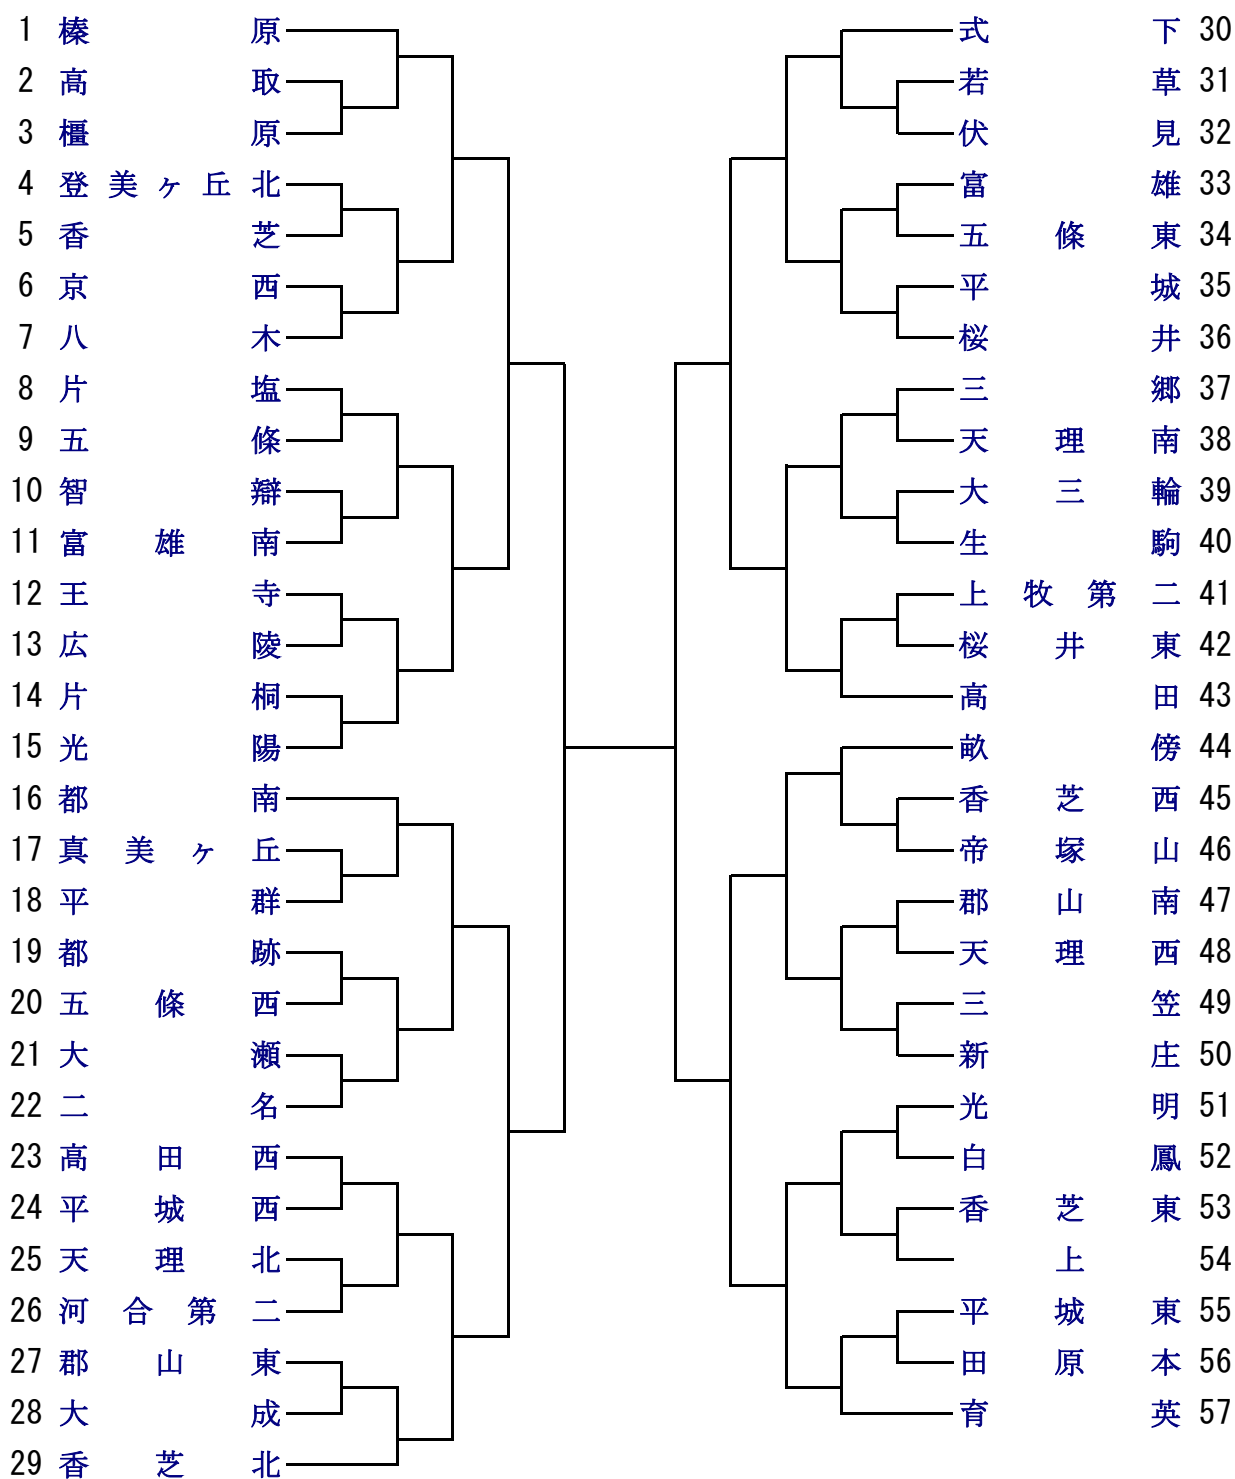 1 榛原
2 高取
3 橿原
4 登美ヶ丘北
5 香芝
6 京西
7 八木
8 片塩
9 五條
10 智辯
11 富雄南
12 王寺
13 広陵
14 片桐
15 光陽
16 都南
17 真美ヶ丘
18 平群
19 都跡
20 五條西
21 大瀬
22 二名
23 高田西
24 平城西
25 天理北
26 河合第二
27 郡山東
28 大成
29 香芝北
式下 30
若草 31
伏見 32
富雄 33
五條東 34
平城 35
桜井 36
三郷 37
天理南 38
大三輪 39
生駒 40
上牧第二 41
桜井東 42
高田 43
畝傍 44
香芝西 45
帝塚山 46
郡山南 47
天理西 48
三笠 49
新庄 50
光明 51
白鳳 52
香芝東 53
上 54
平城東 55
田原本 56
育英 57